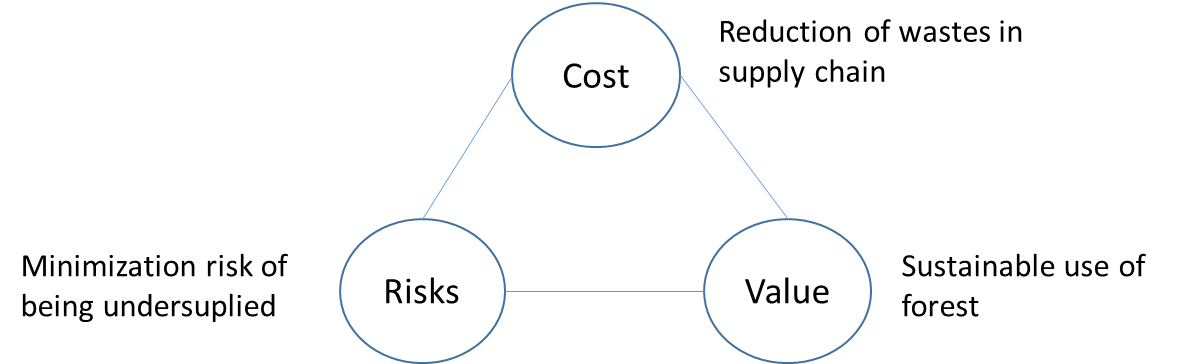 Cost
Reduction of wastes in
supply chain
Minimization risk of
being undersuplied
Risks
Value
Sustainable use of
forest